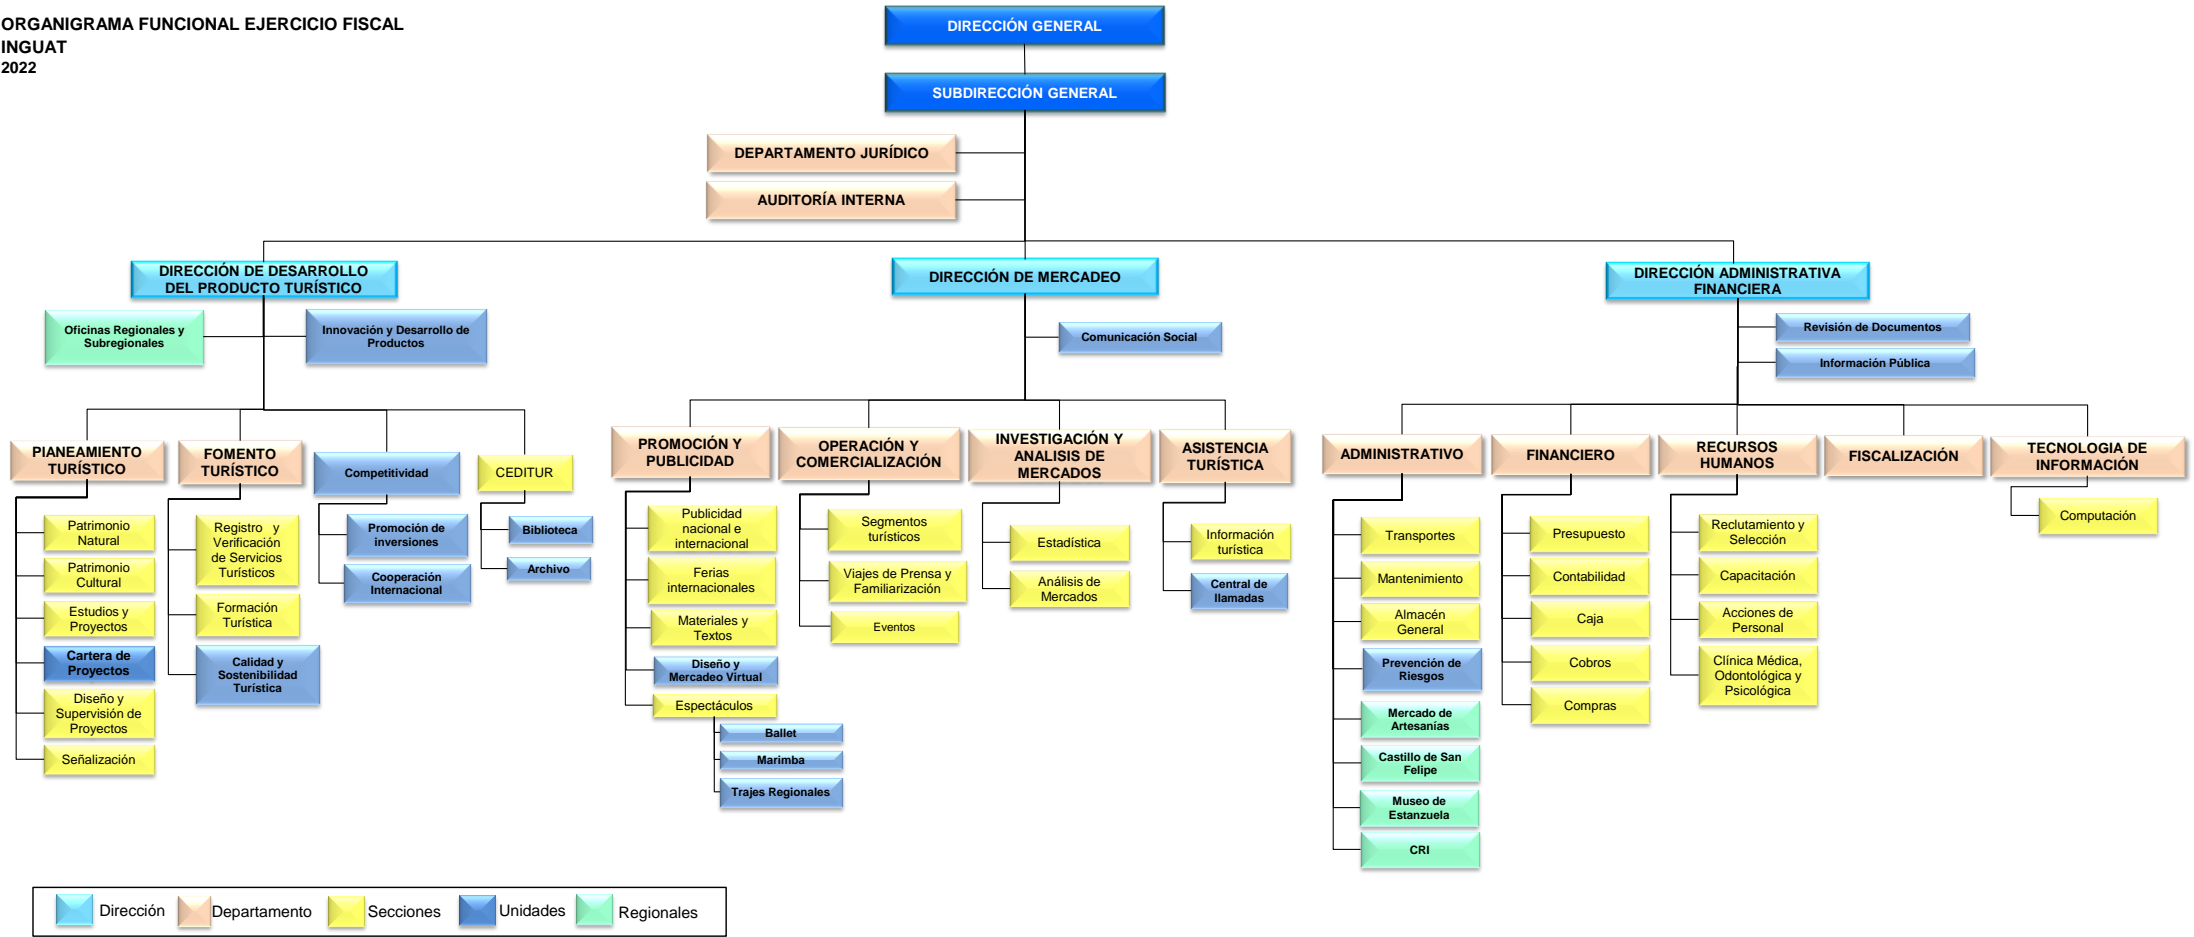 ORGANIGRAMA FUNCIONAL EJERCICIO FISCAL
INGUAT
2022
DIRECCIÓN GENERAL
SUBDIRECCIÓN GENERAL
DEPARTAMENTO JURÍDICO
AUDITORÍA INTERNA
DIRECCIÓN DE DESARROLLO
DEL PRODUCTO TURÍSTICO
Oficinas Regionales y
Subregionales
Innovación y Desarrollo de
Productos
PIANEAMIENTO
TURÍSTICO
Patrimonio
Natural
Patrimonio
Cultural
Estudios y
Proyectos
Cartera de
Proyectos
Diseño y
Supervisión de
Proyectos
Señalización
FOMENTO
TURÍSTICO
Registro y
Verificación
de Servicios
Turísticos
Formación
Turística
Calidad y
Sostenibilidad
Turística
Competitividad
Promoción de
inversiones
Cooperación
Internacional
CEDITUR
Biblioteca
Archivo
DIRECCIÓN DE MERCADEO
Comunicación Social
PROMOCIÓN Y
PUBLICIDAD
Publicidad
nacional e
internacional
Ferias
internacionales
Materiales y
Textos
Diseño y
Mercadeo Virtual
Espectáculos
Ballet
Marimba
Trajes Regionales
OPERACIÓN Y
COMERCIALIZACIÓN
Segmentos
turísticos
Viajes de Prensa y
Familiarización
Eventos
INVESTIGACIÓN Y
ANALISIS DE
MERCADOS
Estadística
Análisis de
Mercados
ASISTENCIA
TURÍSTICA
Información
turística
Central de
llamadas
DIRECCIÓN ADMINISTRATIVA
FINANCIERA
Revisión de Documentos
Información Pública
ADMINISTRATIVO
Transportes
Mantenimiento
Almacén
General
Prevención de
Riesgos
Mercado de
Artesanías
Castillo de San
Felipe
Museo de
Estanzuela
CRI
FINANCIERO
Presupuesto
Contabilidad
Caja
Cobros
Compras
RECURSOS
HUMANOS
Reclutamiento y
Selección
Capacitación
Acciones de
Personal
Clínica Médica,
Odontológica y
Psicológica
FISCALIZACIÓN
TECNOLOGIA DE
INFORMACIÓN
Computación
Dirección
Departamento
Secciones
Unidades
Regionales